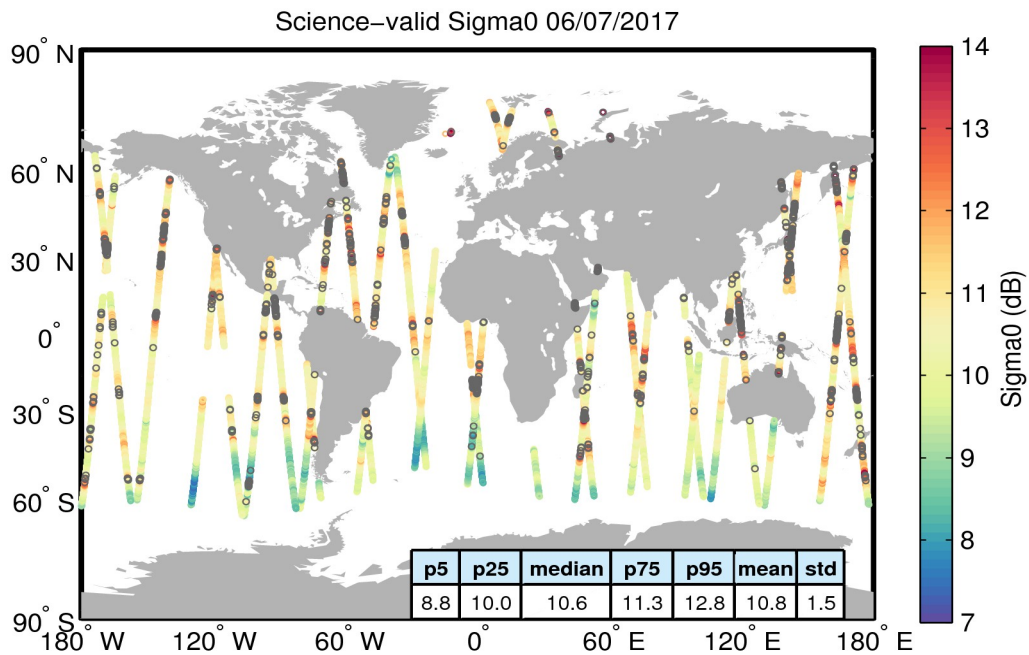 Science−valid Sigma0 06/07/2017
90° N
60° N
30° N
0°
30° S
60° S
90° S
180° W 120° W 60° W 0° 60° E 120° E 180° E
p5 p25 median p75 p95 mean std
8.8 10.0 10.6 11.3 12.8 10.8 1.5
14
13
12
11
10
9
8
7
Sigma0 (dB)